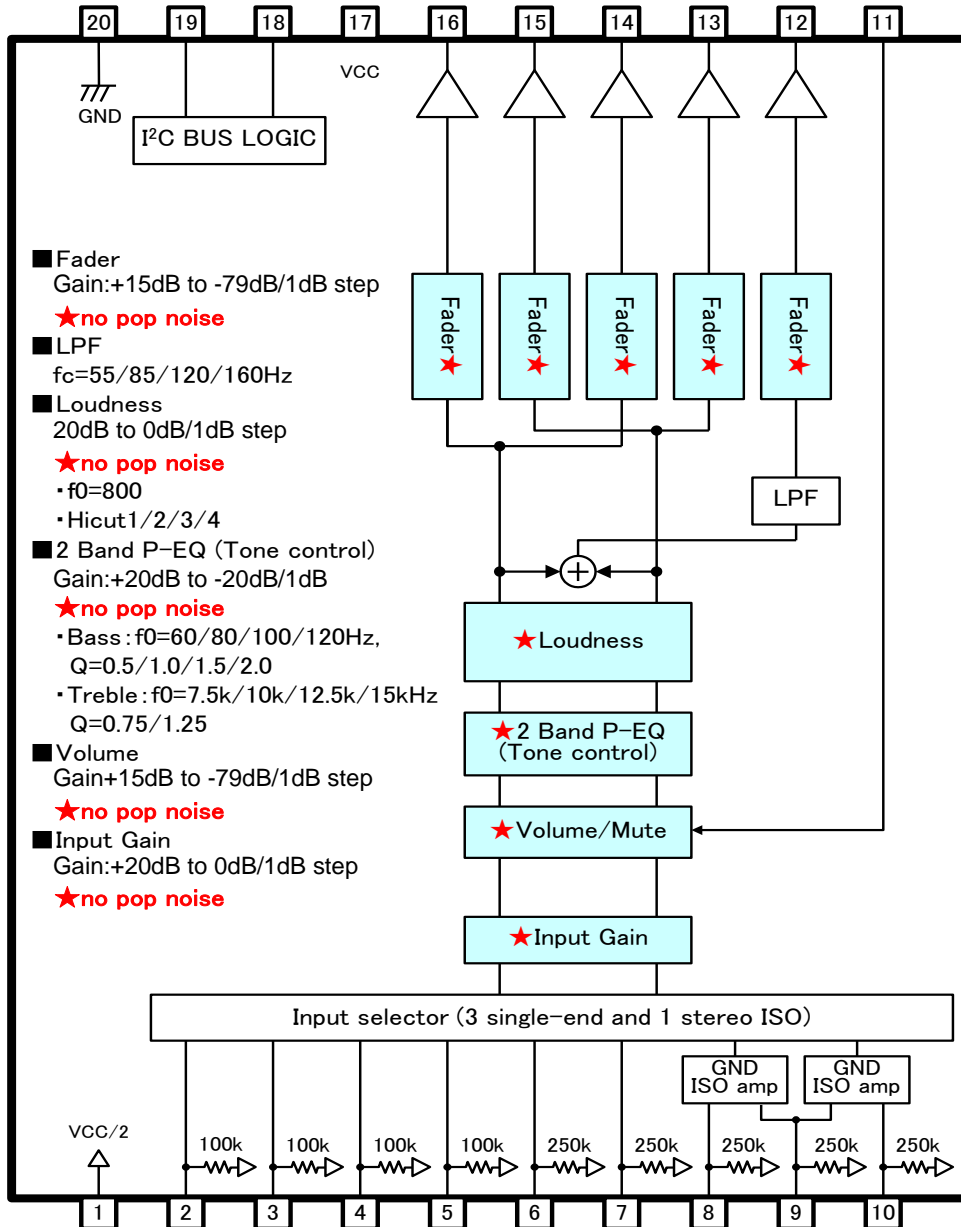 20 19 18 17 16 15 14 13 12 11
VCC
GND
I²C BUS LOGIC
■Fader
Gain:+15dB to -79dB/1dB step
★no pop noise
■LPF
fc=55/85/120/160Hz
■Loudness
20dB to 0dB/1dB step
★no pop noise
・f0=800
・Hicut1/2/3/4
■2 Band P-EQ (Tone control)
Gain:+20dB to -20dB/1dB
★no pop noise
・Bass:f0=60/80/100/120Hz,
Q=0.5/1.0/1.5/2.0
・Treble:f0=7.5k/10k/12.5k/15kHz
Q=0.75/1.25
■Volume
Gain+15dB to -79dB/1dB step
★no pop noise
■Input Gain
Gain:+20dB to 0dB/1dB step
★no pop noise
Fader★
Fader★
Fader★
Fader★
Fader★
LPF
★Loudness
★2 Band P-EQ
(Tone control)
★Volume/Mute
★Input Gain
Input selector (3 single-end and 1 stereo ISO)
GND
ISO amp
GND
ISO amp
VCC/2
100k 100k 100k 100k 250k 250k 250k 250k 250k
1 2 3 4 5 6 7 8 9 10